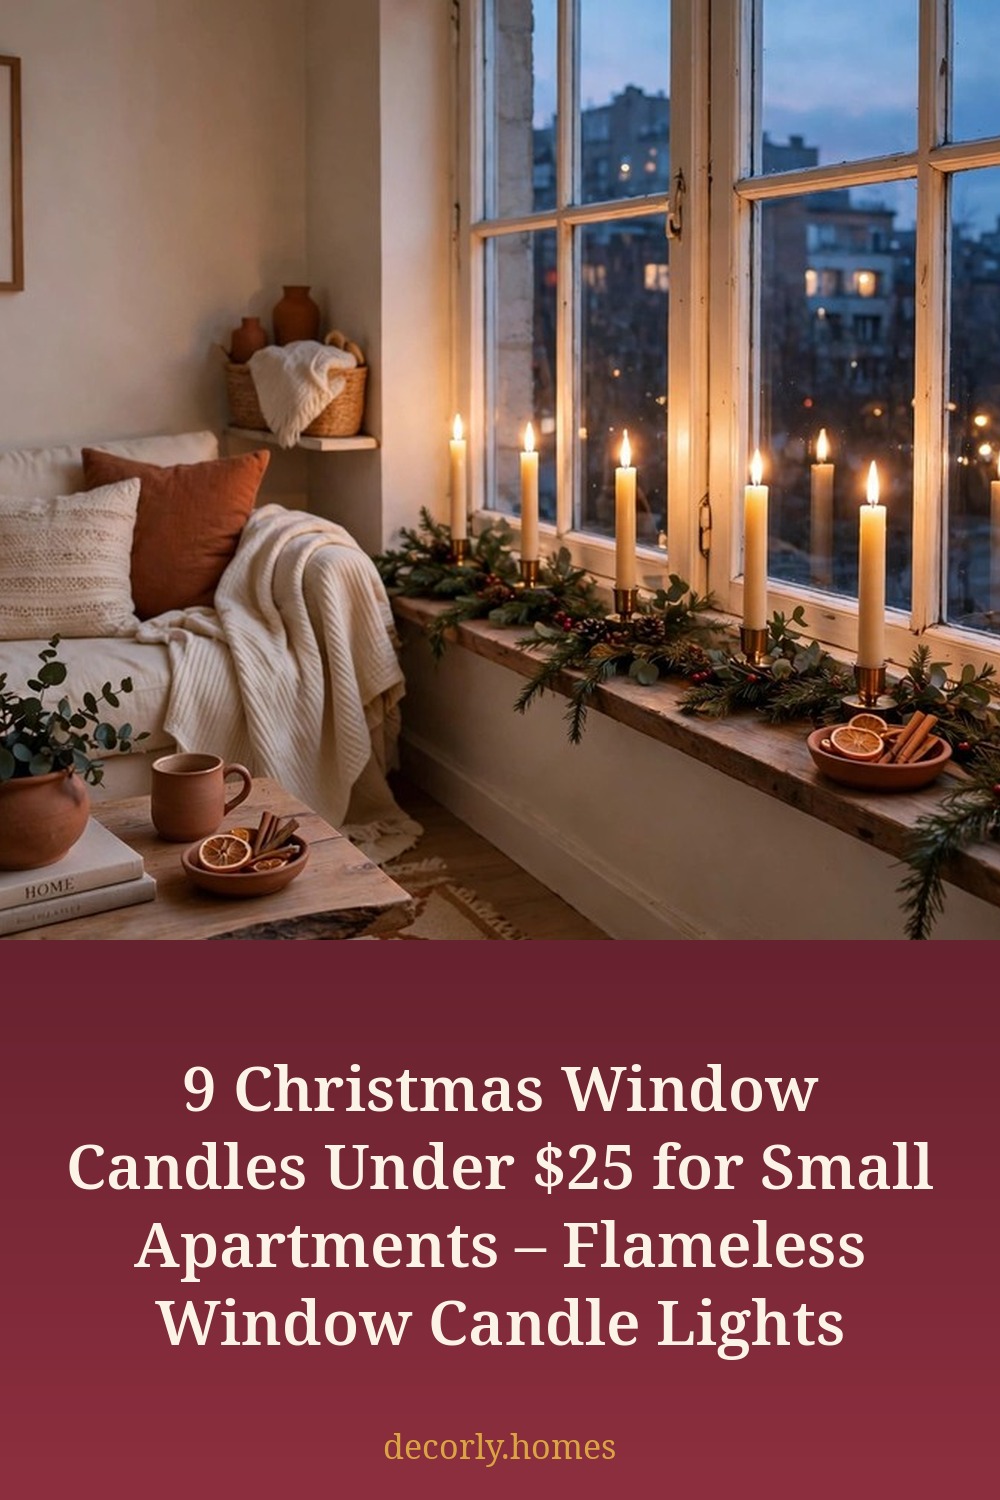 HOME
9 Christmas Window
Candles Under $25 for Small
Apartments – Flameless
Window Candle Lights
decorly.homes